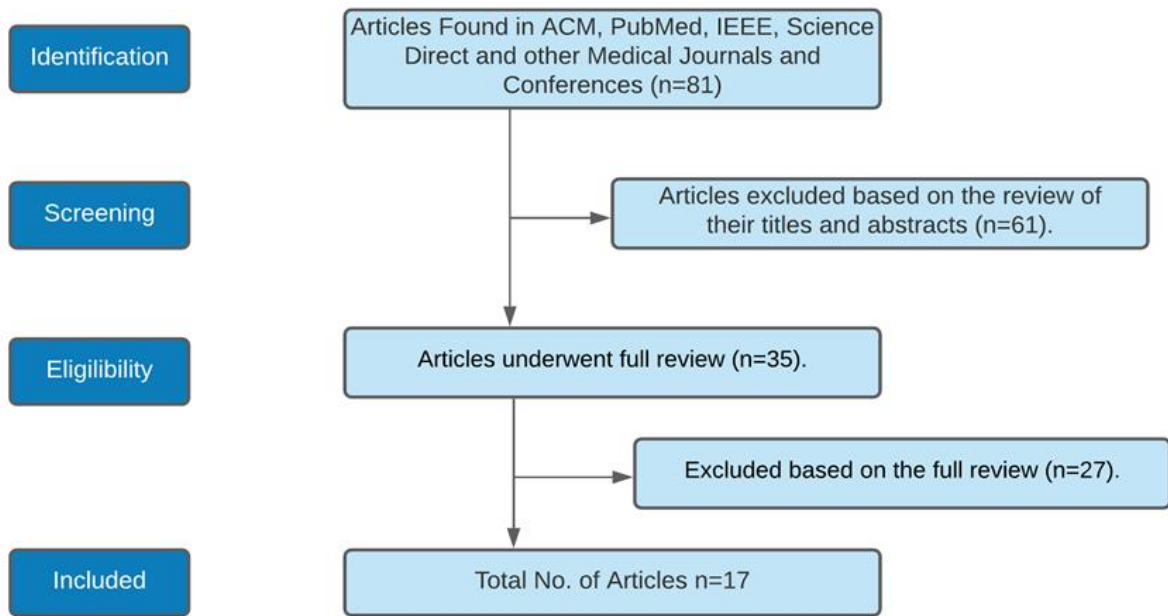 Identification
Articles Found in ACM, PubMed, IEEE, Science
Direct and other Medical Journals and
Conferences (n=81)
Screening
Articles excluded based on the review of
their titles and abstracts (n=61).
Eligilibility
Articles underwent full review (n=35).
Excluded based on the full review (n=27).
Included
Total No. of Articles n=17